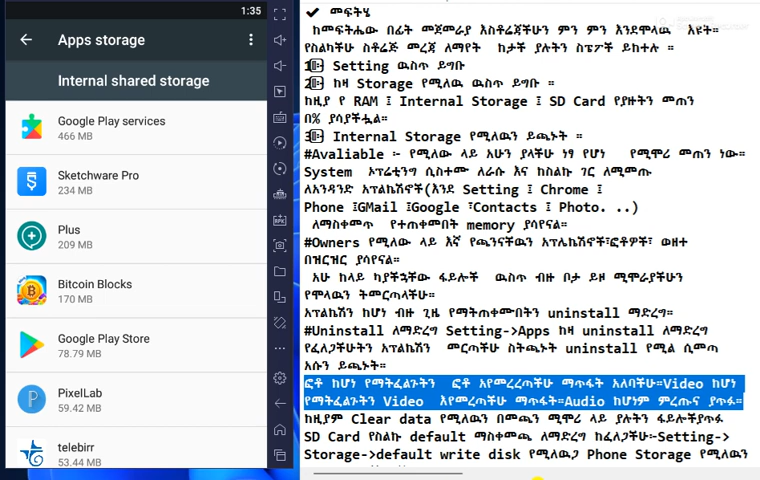 1:35
Apps storage
Internal shared storage
Google Play services
466 MB
Sketchware Pro
234 MB
Plus
209 MB
Bitcoin Blocks
170 MB
Google Play Store
78.79 MB
PixelLab
59.42 MB
telebirr
53.44 MB
✔ መፍትሄ
ከመፍትሔው በፊት መጀመሪያ እስቶሬጃችሁን ምን ምን እንደሞላዉ እዩት።
የስልካችሁ ስቶሬጅ መረጃ ለማየት ከታች ያሉትን ስፔፖች ይከተሉ ።
1 Setting ዉስጥ ይግቡ
2 ከዛ Storage የሚለዉ ዉስጥ ይግቡ ።
ከዚያ የ RAM ፤ Internal Storage ፤ SD Card የያዙትን መጠን
በ% ያሳያችሗል።
3 Internal Storage የሚለዉን ይጫኑት ።
#Avaliable ፦ የሚለው ላይ አሁን ያላችሁ ነፃ የሆነ የሚሞሪ መጠን ነው።
System ኦፕሬቲንግ ሲስተሙ ለራሱ እና ከስልኩ ገር ለሚመጡ
ለአንዳንድ አፕልኬሽኖች(እንደ Setting ፤ Chrome ፤
Phone ፤GMail ፤Google ፤Contacts ፤ Photo. ..)
ለማስቀመጥ የተጠቀመበት memory ያሳየናል።
#Owners የሚለው ላይ እኛ የጫንናቸዉን አፕሌኬሽኖች፣ፎቶዎች፣ ወዘተ
በዝርዝር ያሳየናል።
አሁ ከላይ ካያችኋቸው ፋይሎች ዉስጥ ብዙ ቦታ ይዞ ሚሞራያችሁን
የሞላዉን ትመርጣላችሁ።
አፕልኬሽን ከሆነ ብዙ ጊዜ የማትጠቀሙበትን uninstall ማድረግ።
#Uninstall ለማድረግ Setting->Apps ከዛ uninstall ለማድረግ
የፈለጋችሁትን አፕልኬሽን መርጣችሁ ስትጫኑት uninstall የሚል ሲመጣ
እሱን ይጫኑት።
ፎቶ ከሆነ የማትፈልጉትን ፎቶ እየመረረጣችሁ ማጥፋት አለባችሁ።Video ከሆነ
የማትፈልጉትን Video እየመረጣችሁ ማጥፋት።Audio ከሆነም ምረጡና ያጥፉ።
ከዚያም Clear data የሚለዉን በመጫን ሚሞሪ ላይ ያሉትን ፋይሎችያጥፉ
SD Card የስልኩ default ማስቀመጫ ለማድረግ ከፈለጋችሁ፦Setting->
Storage->default write disk የሚለዉጋ Phone Storage የሚለዉን